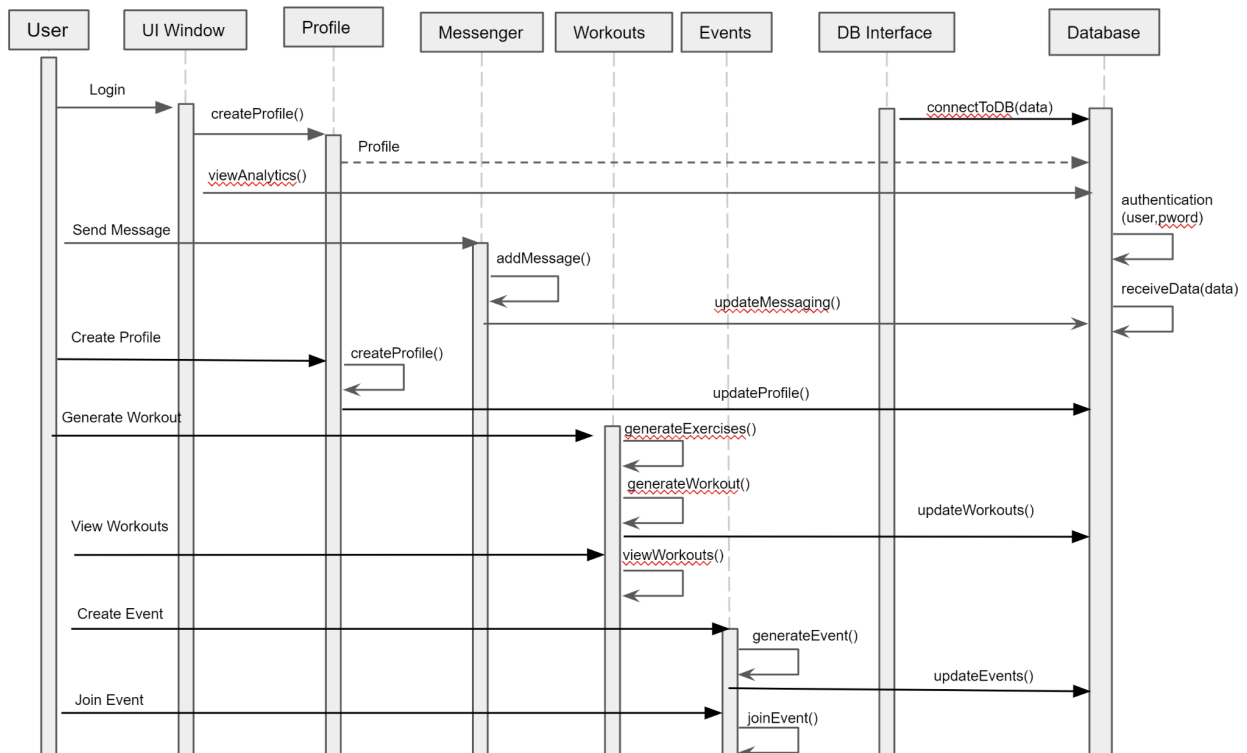 User
UI Window
Profile
Messenger
Workouts
Events
DB Interface
Database
Login
createProfile()
connectToDB(data)
Profile
viewAnalytics()
authentication
(user,pword)
Send Message
addMessage()
receiveData(data)
updateMessaging()
Create Profile
createProfile()
updateProfile()
Generate Workout
generateExercises()
generateWorkout()
updateWorkouts()
View Workouts
viewWorkouts()
Create Event
generateEvent()
updateEvents()
Join Event
joinEvent()